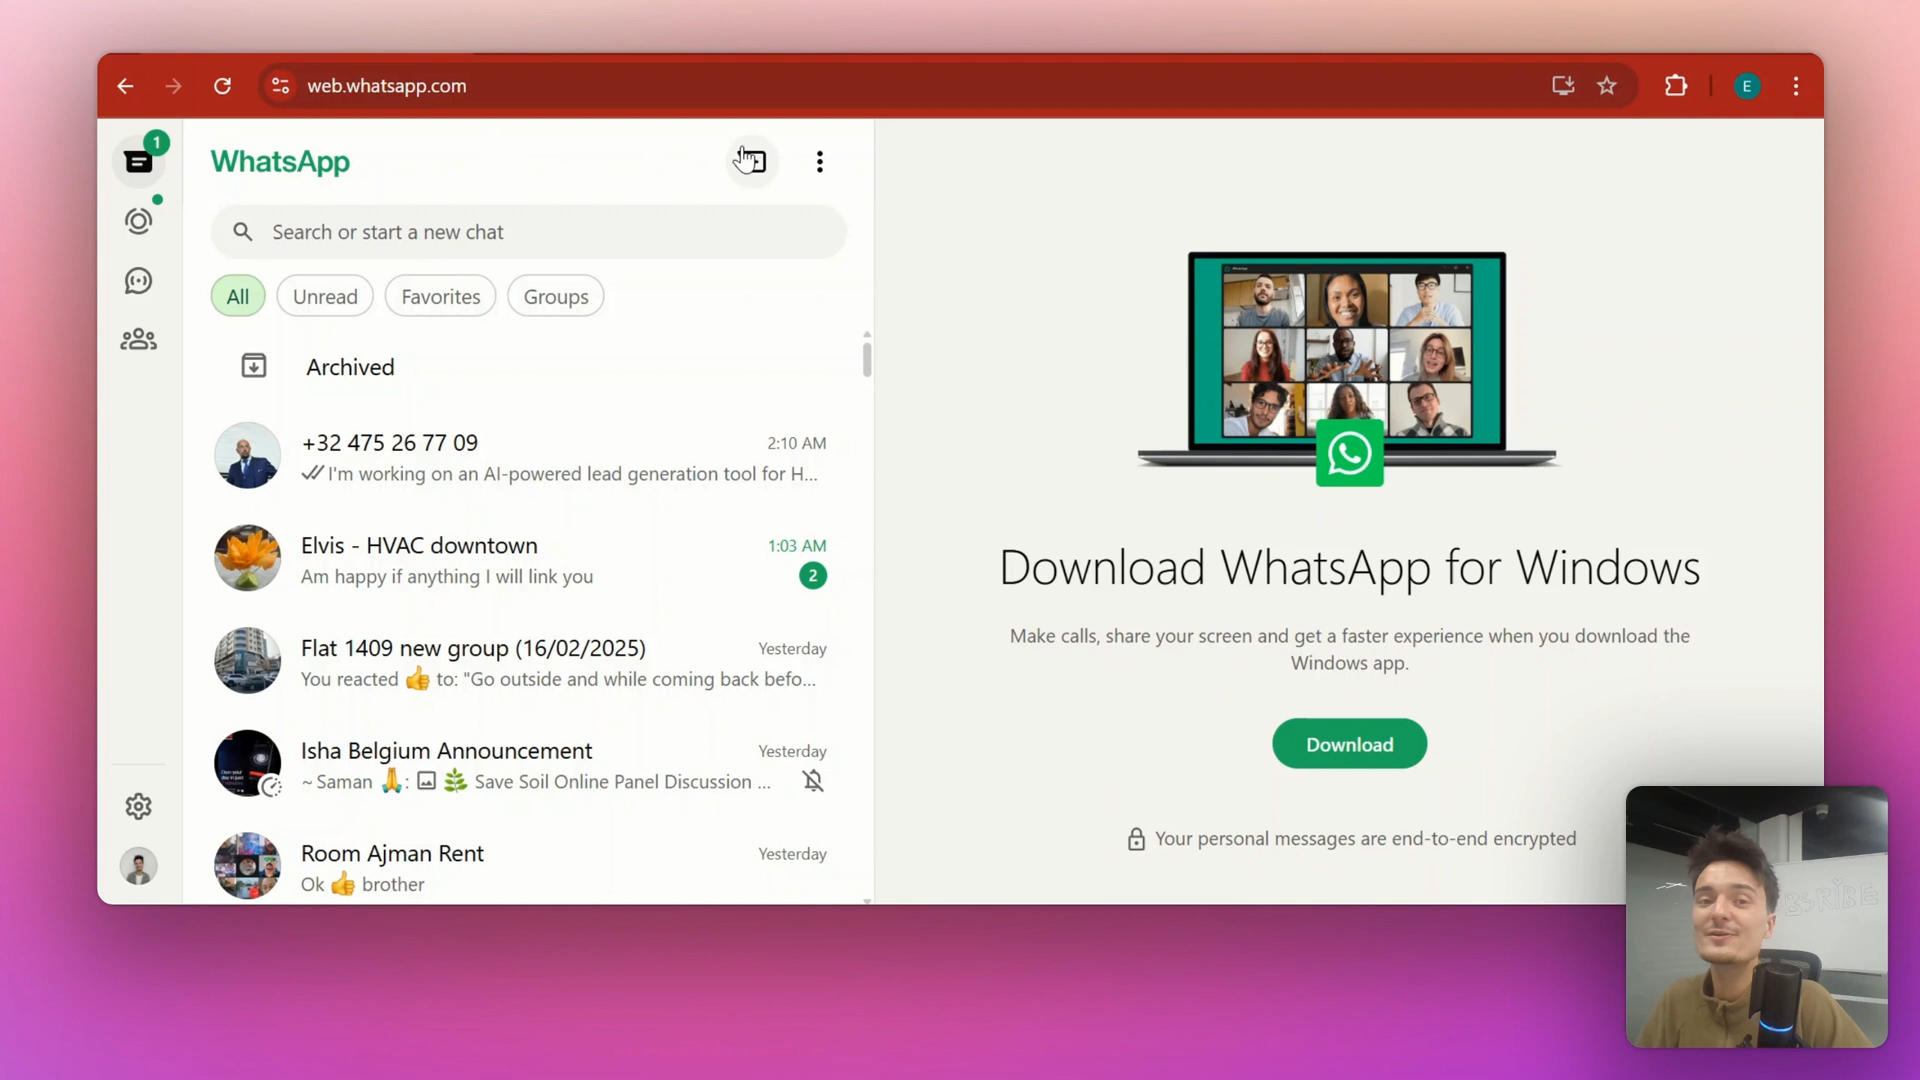 web.whatsapp.com
E
1
WhatsApp
Search or start a new chat
All
Unread
Favorites
Groups
Archived
+32 475 26 77 09
2:10 AM
I'm working on an AI-powered lead generation tool for H...
Elvis - HVAC downtown
1:03 AM
Am happy if anything I will link you
2
Flat 1409 new group (16/02/2025)
Yesterday
You reacted 👍 to: "Go outside and while coming back befo...
Isha Belgium Announcement
Yesterday
~ Saman 🙏: 🌿 Save Soil Online Panel Discussion ...
Room Ajman Rent
Yesterday
Ok 👍 brother
Download WhatsApp for Windows
Make calls, share your screen and get a faster experience when you download the
Windows app.
Download
Your personal messages are end-to-end encrypted